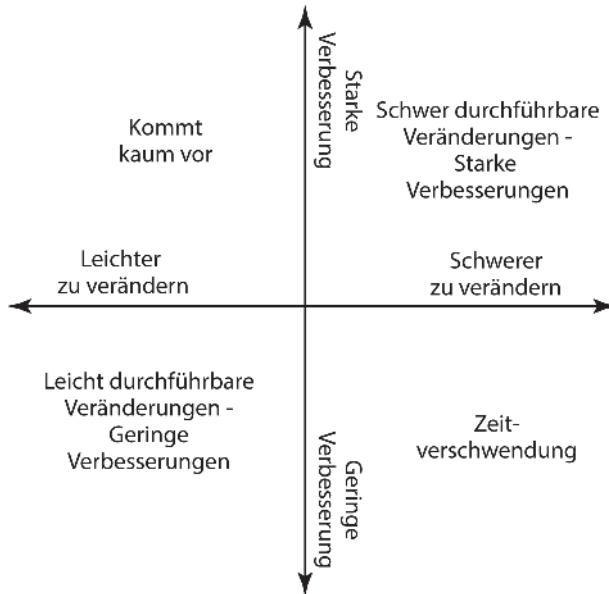 Starke
Verbesserung
Kommt
kaum vor
Schwer durchführbare
Veränderungen -
Starke
Verbesserungen
Leichter
zu verändern
Schwerer
zu verändern
Leicht durchführbare
Veränderungen -
Geringe
Verbesserungen
Geringe
Verbesserung
Zeit-
verschwendung